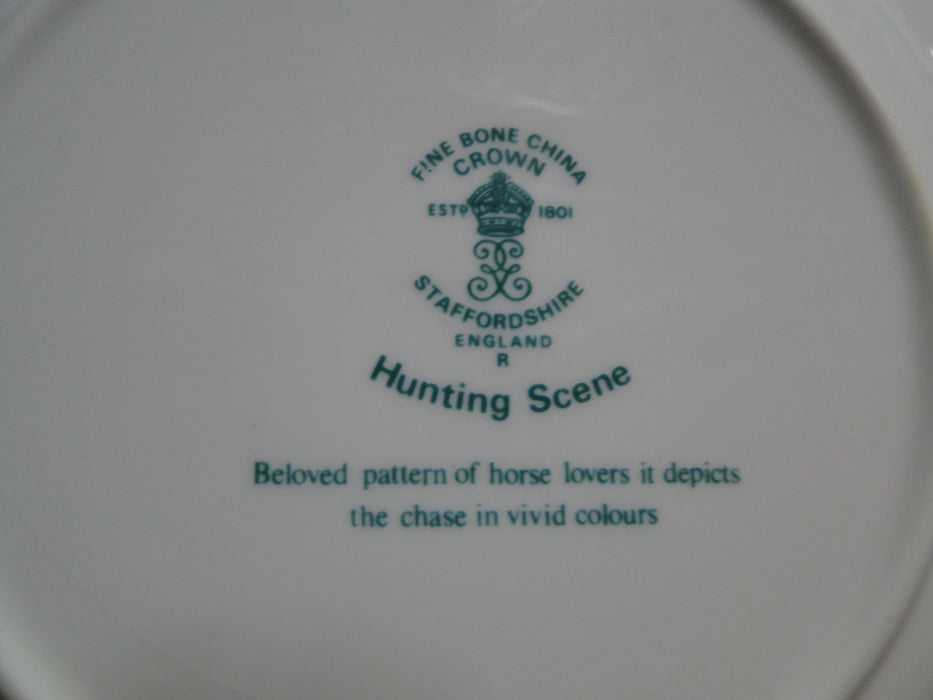 FINE BONE CHINA
CROWN
ESTD 1801
STAFFORDSHIRE
ENGLAND
R
Hunting Scene
Beloved pattern of horse lovers it depicts
the chase in vivid colours